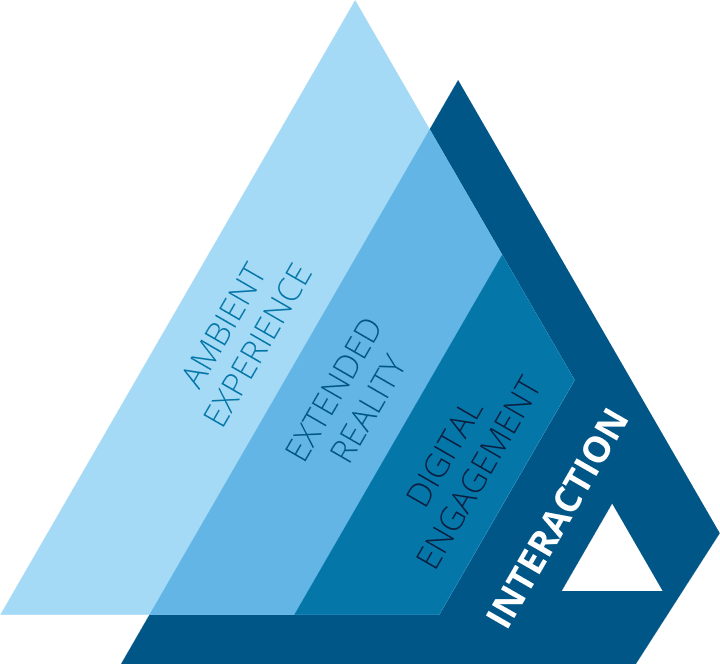 AMBIENT
EXPERIENCE
EXTENDED
REALITY
DIGITAL
ENGAGEMENT
INTERACTION